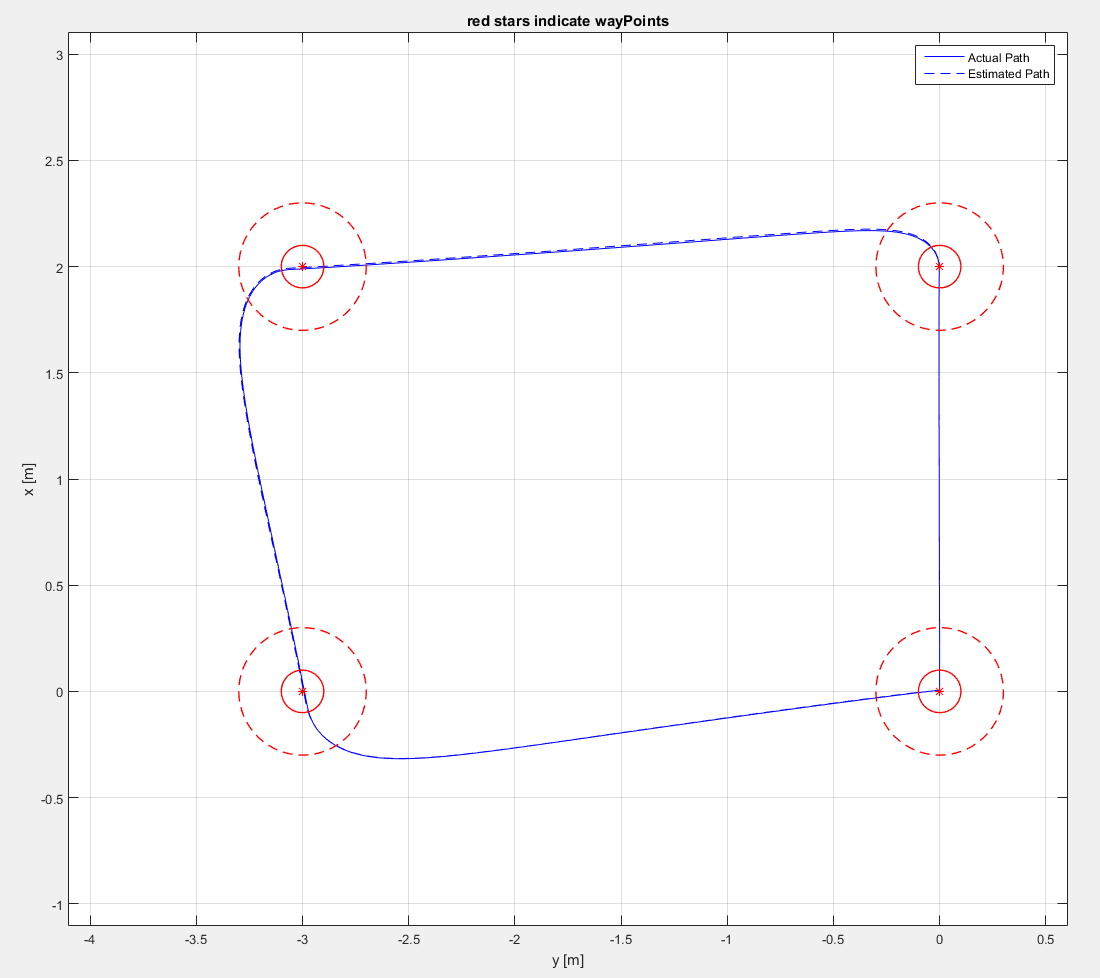 red stars indicate wayPoints
Actual Path
Estimated Path
3
2.5
2
1.5
1
0.5
0
-0.5
-1
x [m]
-4 -3.5 -3 -2.5 -2 -1.5 -1 -0.5 0 0.5
y [m]